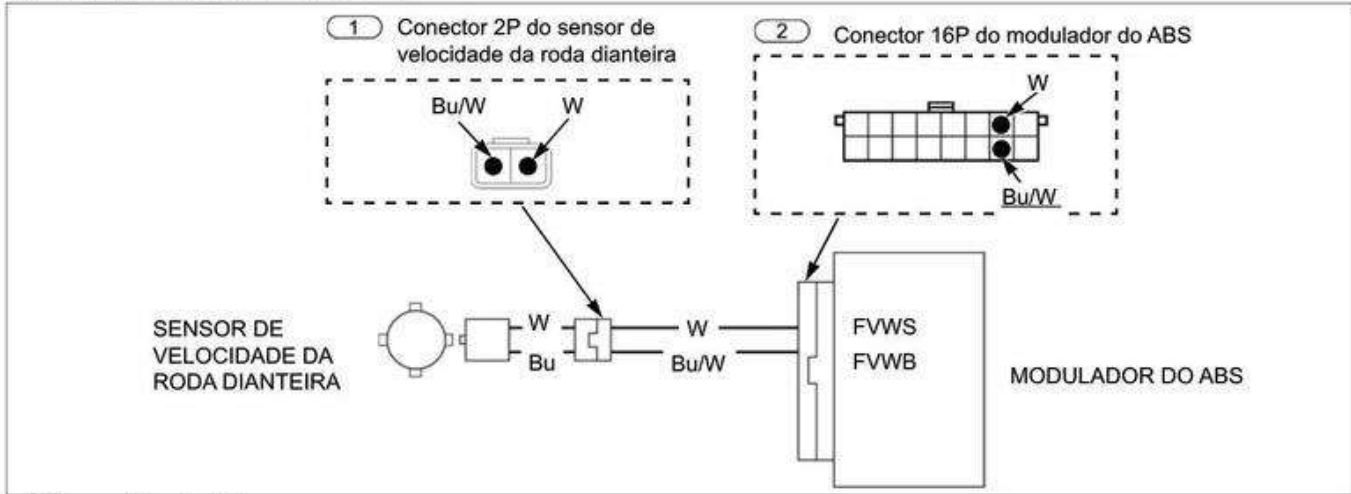 1 Conector 2P do sensor de
velocidade da roda dianteira
Bu/W W
2 Conector 16P do modulador do ABS
W
Bu/W
SENSOR DE
VELOCIDADE DA
RODA DIANTEIRA
W
Bu
W
Bu/W
FVWS
FVWB
MODULADOR DO ABS